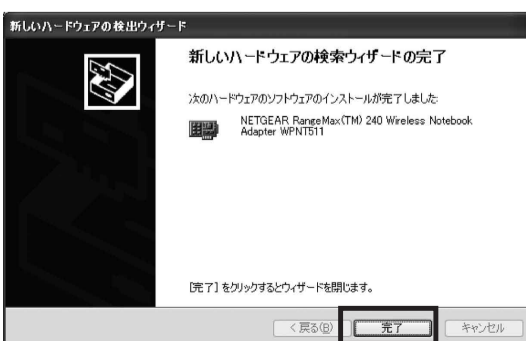 新しいハードウェアの検出ウィザード
新しいハードウェアの検索ウィザードの完了
次のハードウェアのソフトウェアのインストールが完了しました:
NETGEAR RangeMax(TM) 240 Wireless Notebook
Adapter WPNT511
[完了] をクリックするとウィザードを閉じます。
< 戻る(B)
完了
キャンセル